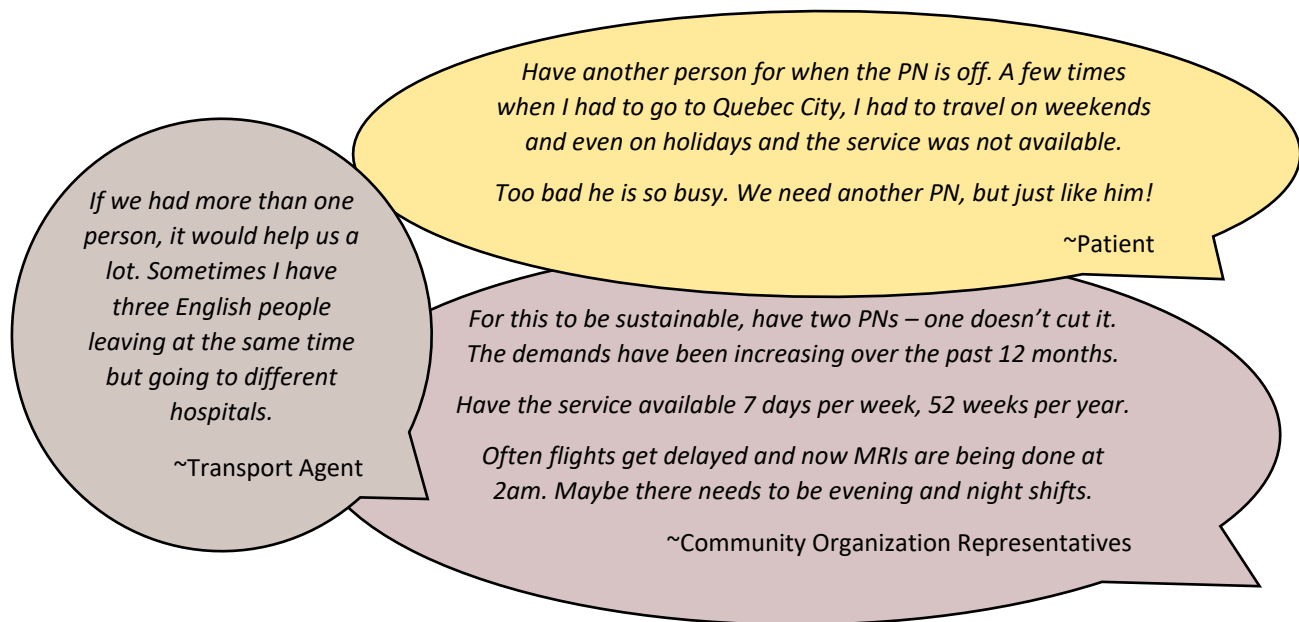 Have another person for when the PN is off. A few times
when I had to go to Quebec City, I had to travel on weekends
and even on holidays and the service was not available.
Too bad he is so busy. We need another PN, but just like him!
~Patient
If we had more than one
person, it would help us a
lot. Sometimes I have
three English people
leaving at the same time
but going to different
hospitals.
~Transport Agent
For this to be sustainable, have two PNs – one doesn’t cut it.
The demands have been increasing over the past 12 months.
Have the service available 7 days per week, 52 weeks per year.
Often flights get delayed and now MRIs are being done at
2am. Maybe there needs to be evening and night shifts.
~Community Organization Representatives